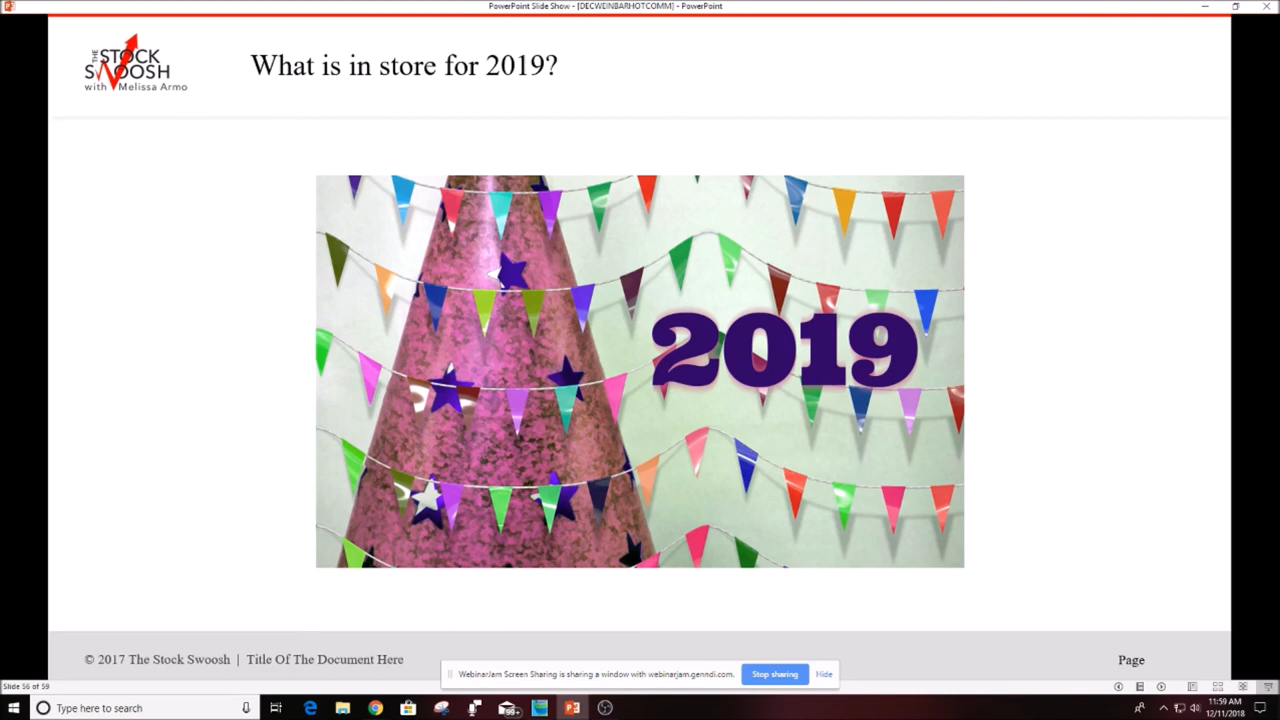 PowerPoint Slide Show - [DECWEINBARHOTCOMM] - PowerPoint
THE STOCK
SWOOSH
with Melissa Armo
What is in store for 2019?
2019
© 2017 The Stock Swoosh | Title Of The Document Here
Page
WebinarJam Screen Sharing is sharing a window with webinarjam.genndi.com.
Stop sharing
Hide
Slide 56 of 59
Type here to search
99+
11:59 AM
12/11/2018